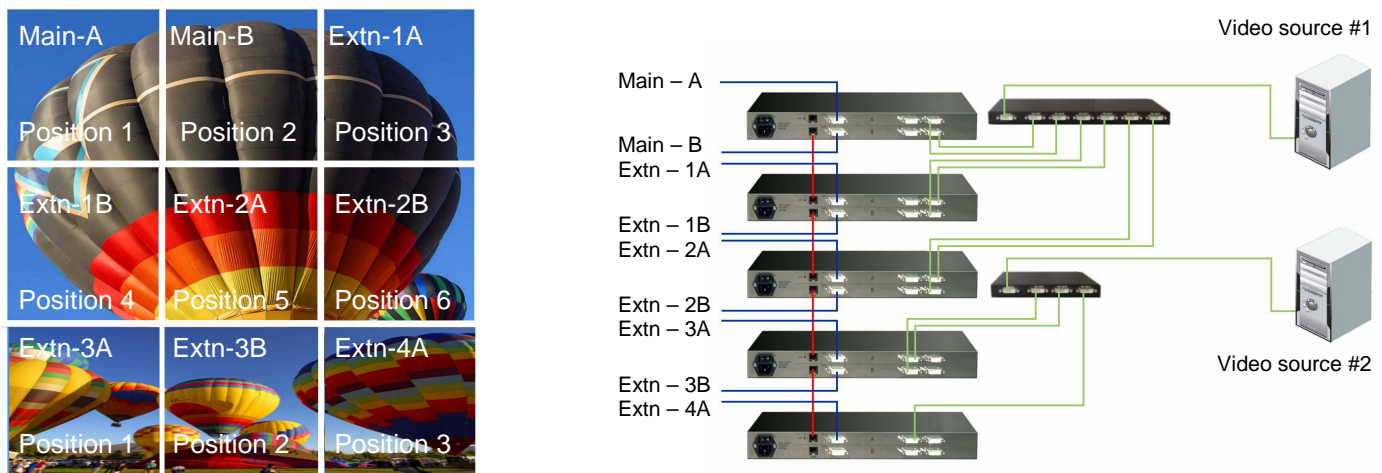 Main-A Main-B Extn-1A
Position 1 Position 2 Position 3
Extn-1B Extn-2A Extn-2B
Position 4 Position 5 Position 6
Extn-3A Extn-3B Extn-4A
Position 1 Position 2 Position 3
Video source #1
Main – A
Main – B
Extn – 1A
Extn – 1B
Extn – 2A
Extn – 2B
Extn – 3A
Extn – 3B
Extn – 4A
Video source #2